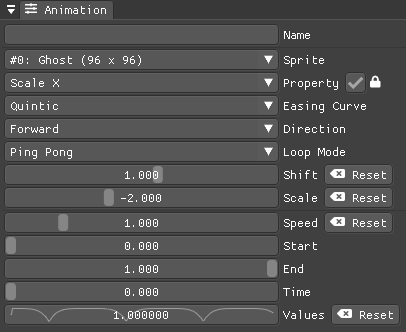 Animation
Name
#0: Ghost (96 x 96) Sprite
Scale X Property
Quintic Easing Curve
Forward Direction
Ping Pong Loop Mode
1.000 Shift Reset
-2.000 Scale Reset
1.000 Speed Reset
0.000 Start
1.000 End
0.000 Time
1.000000 Values Reset